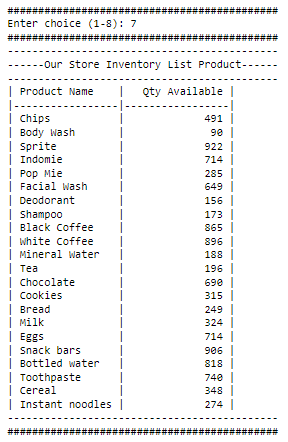 ############################################
Enter choice (1-8): 7
############################################
--------------------------------------------
------Our Store Inventory List Product------
--------------------------------------------
| Product Name    |   Qty Available |
|-----------------|-----------------|
| Chips           |             491 |
| Body Wash       |              90 |
| Sprite          |             922 |
| Indomie         |             714 |
| Pop Mie         |             285 |
| Facial Wash     |             649 |
| Deodorant       |             156 |
| Shampoo         |             173 |
| Black Coffee    |             865 |
| White Coffee    |             896 |
| Mineral Water   |             188 |
| Tea             |             196 |
| Chocolate       |             690 |
| Cookies         |             315 |
| Bread           |             249 |
| Milk            |             324 |
| Eggs            |             714 |
| Snack bars      |             906 |
| Bottled water   |             818 |
| Toothpaste      |             740 |
| Cereal          |             348 |
| Instant noodles |             274 |
--------------------------------------------
############################################